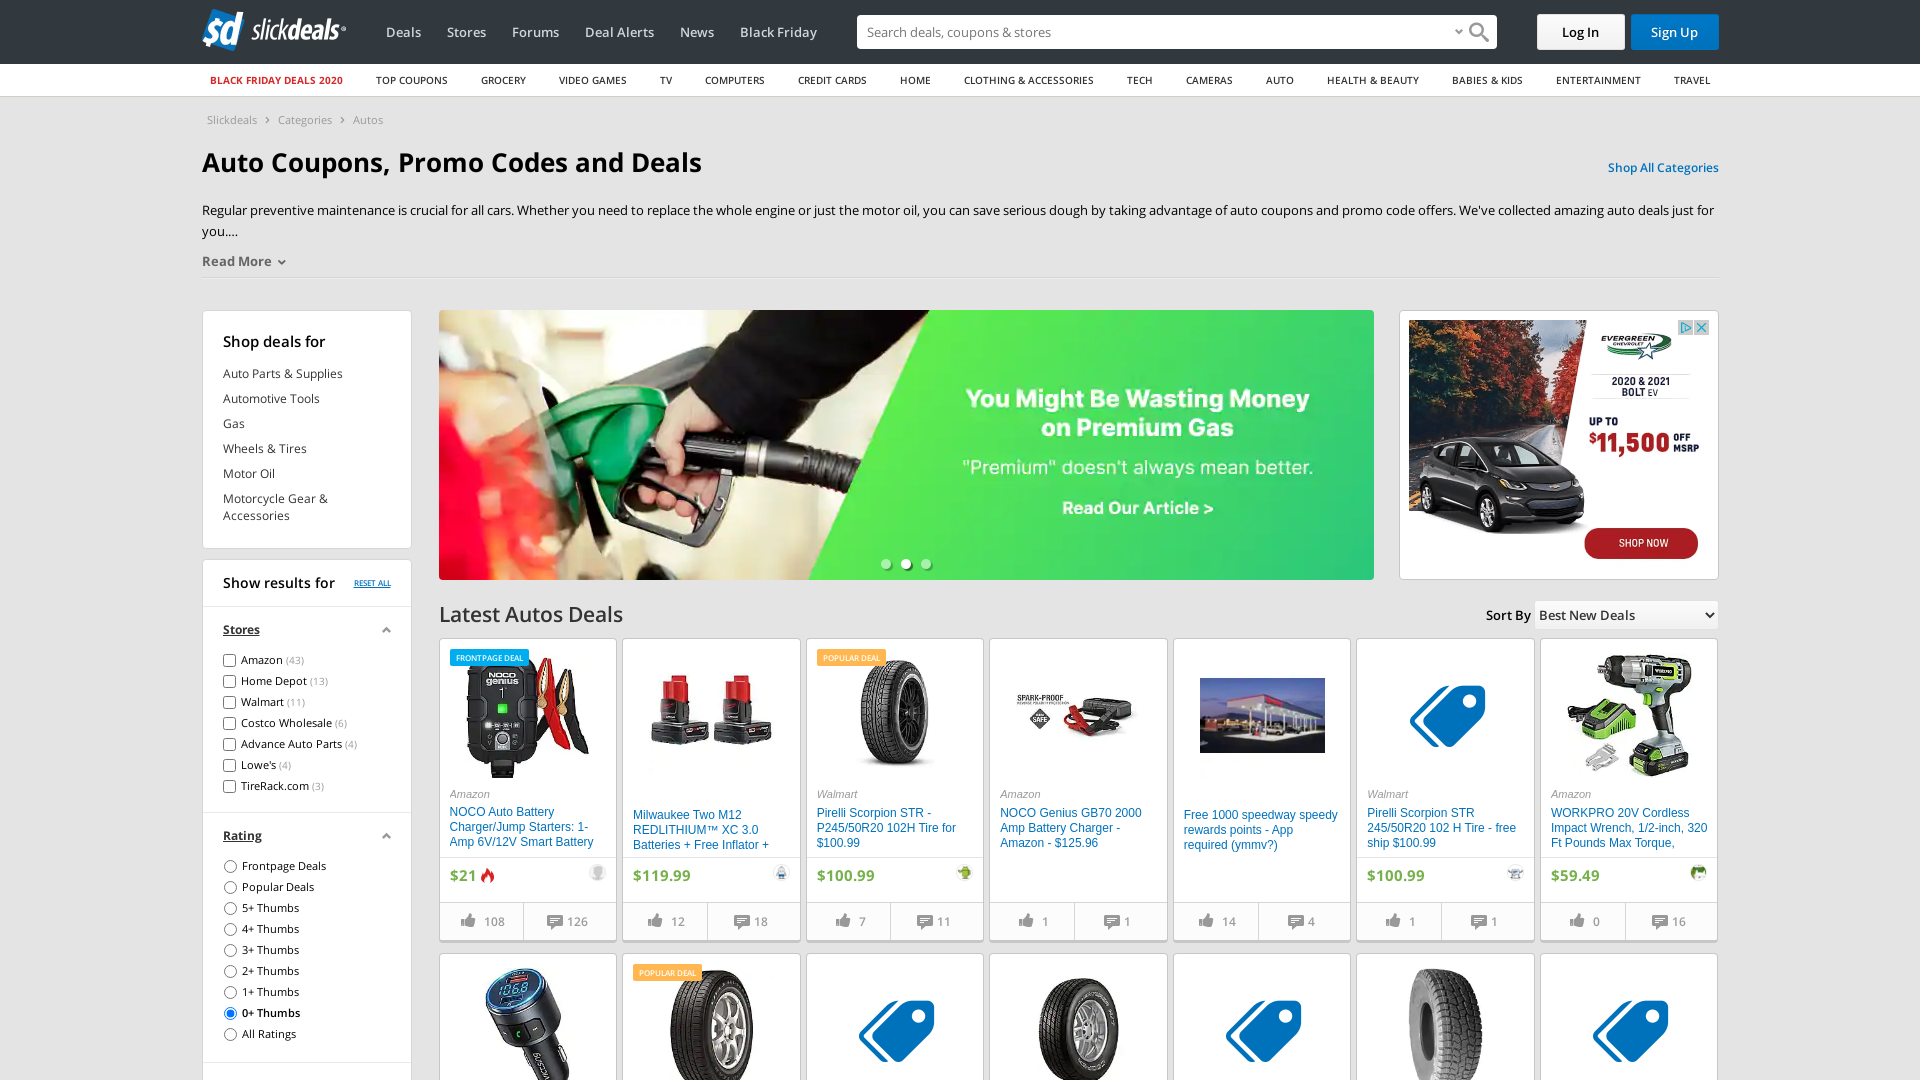 sd slickdeals
Deals
Stores
Forums
Deal Alerts
News
Black Friday
Search deals, coupons & stores
Log In
Sign Up
BLACK FRIDAY DEALS 2020
TOP COUPONS
GROCERY
VIDEO GAMES
TV
COMPUTERS
CREDIT CARDS
HOME
CLOTHING & ACCESSORIES
TECH
CAMERAS
AUTO
HEALTH & BEAUTY
BABIES & KIDS
ENTERTAINMENT
TRAVEL
Slickdeals > Categories > Autos
Auto Coupons, Promo Codes and Deals
Shop All Categories
Regular preventive maintenance is crucial for all cars. Whether you need to replace the whole engine or just the motor oil, you can save serious dough by taking advantage of auto coupons and promo code offers. We've collected amazing auto deals just for
you....
Read More
Shop deals for
Auto Parts & Supplies
Automotive Tools
Gas
Wheels & Tires
Motor Oil
Motorcycle Gear &
Accessories
You Might Be Wasting Money
on Premium Gas
"Premium" doesn't always mean better.
Read Our Article >
EVERGREEN
CHEVROLET
2020 & 2021
BOLT EV
UP TO
$11,500 OFF
MSRP
SHOP NOW
Show results for
RESET ALL
Stores
Amazon (43)
Home Depot (13)
Walmart (11)
Costco Wholesale (6)
Advance Auto Parts (4)
Lowe's (4)
TireRack.com (3)
Rating
Frontpage Deals
Popular Deals
5+ Thumbs
4+ Thumbs
3+ Thumbs
2+ Thumbs
1+ Thumbs
0+ Thumbs
All Ratings
Latest Autos Deals
Sort By
Best New Deals
FRONTPAGE DEAL
NOCO
genius
1
Amazon
NOCO Auto Battery
Charger/Jump Starters: 1-
Amp 6V/12V Smart Battery
$21
108
126
Milwaukee Two M12
REDLITHIUM™ XC 3.0
Batteries + Free Inflator +
$119.99
12
18
POPULAR DEAL
Walmart
Pirelli Scorpion STR -
P245/50R20 102H Tire for
$100.99
$100.99
7
11
SPARK-PROOF
SAFE
Amazon
NOCO Genius GB70 2000
Amp Battery Charger -
Amazon - $125.96
1
1
Free 1000 speedway speedy
rewards points - App
required (ymmv?)
14
4
Walmart
Pirelli Scorpion STR
245/50R20 102 H Tire - free
ship $100.99
$100.99
1
1
WORKPRO
Amazon
WORKPRO 20V Cordless
Impact Wrench, 1/2-inch, 320
Ft Pounds Max Torque,
$59.49
0
16
106.8
POPULAR DEAL